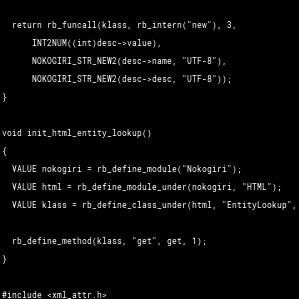 return rb_funcall(klass, rb_intern("new"), 3,
INT2NUM((int)desc->value),
NOKOGIRI_STR_NEW2(desc->name, "UTF-8"),
NOKOGIRI_STR_NEW2(desc->desc, "UTF-8"));
}
void init_html_entity_lookup()
{
VALUE nokogiri = rb_define_module("Nokogiri");
VALUE html = rb_define_module_under(nokogiri, "HTML");
VALUE klass = rb_define_class_under(html, "EntityLookup",
rb_define_method(klass, "get", get, 1);
}
#include <xml_attr.h>